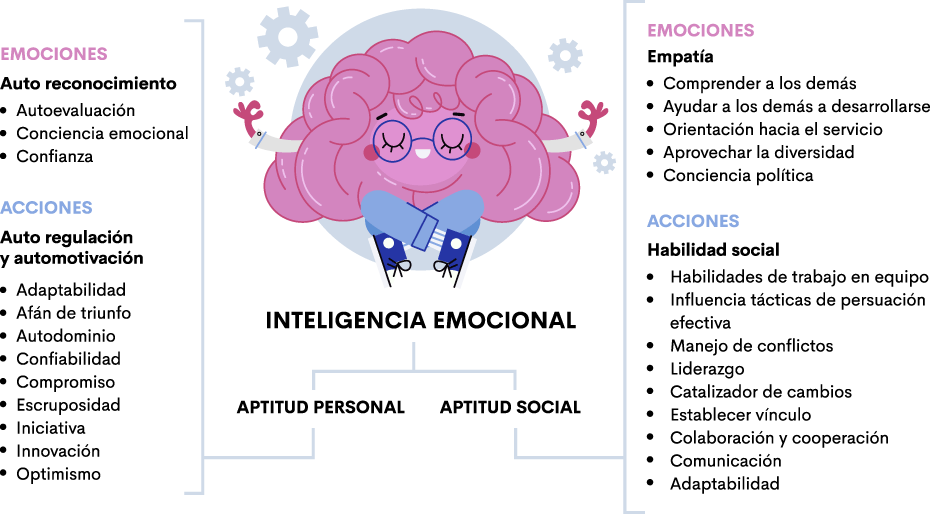 EMOCIONES
Auto reconocimiento
Autoevaluación
Conciencia emocional
Confianza
ACCIONES
Auto regulación
y automotivación
Adaptabilidad
Afán de triunfo
Autodominio
Confiabilidad
Compromiso
Escruposidad
Iniciativa
Innovación
Optimismo
INTELIGENCIA EMOCIONAL
APTITUD PERSONAL
APTITUD SOCIAL
EMOCIONES
Empatía
Comprender a los demás
Ayudar a los demás a desarrollarse
Orientación hacia el servicio
Aprovechar la diversidad
Conciencia política
ACCIONES
Habilidad social
Habilidades de trabajo en equipo
Influencia tácticas de persuación
efectiva
Manejo de conflictos
Liderazgo
Catalizador de cambios
Establecer vínculo
Colaboración y cooperación
Comunicación
Adaptabilidad